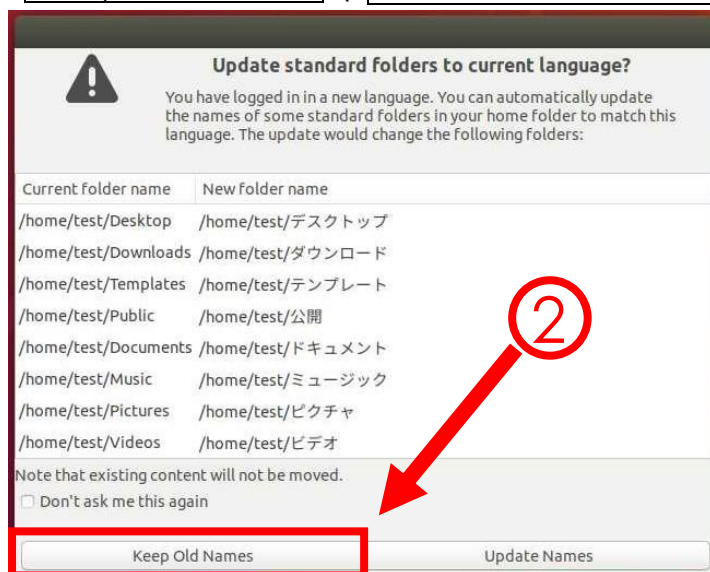 Update standard folders to current language?
You have logged in in a new language. You can automatically update
the names of some standard folders in your home folder to match this
language. The update would change the following folders:
Current folder name New folder name
/home/test/Desktop /home/test/デスクトップ
/home/test/Downloads /home/test/ダウンロード
/home/test/Templates /home/test/テンプレート
/home/test/Public /home/test/公開
/home/test/Documents /home/test/ドキュメント
/home/test/Music /home/test/ミュージック
/home/test/Pictures /home/test/ピクチャ
/home/test/Videos /home/test/ビデオ
②
Note that existing content will not be moved.
Don't ask me this again
Keep Old Names Update Names